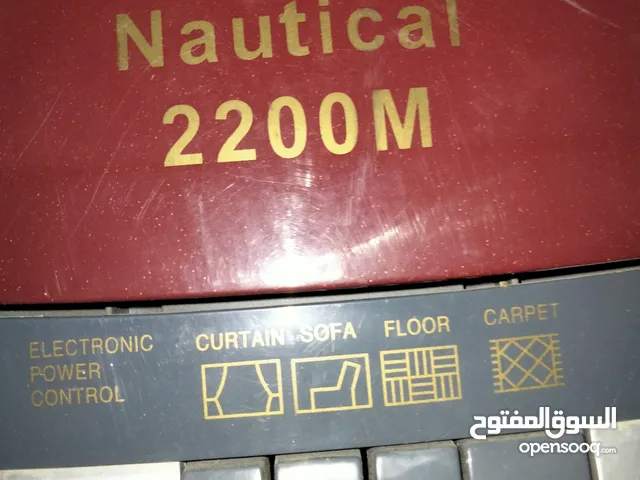 Nautical
2200M
ELECTRONIC
POWER
CONTROL
CURTAIN SOFA FLOOR CARPET
السوق المفتوح
opensooq.com